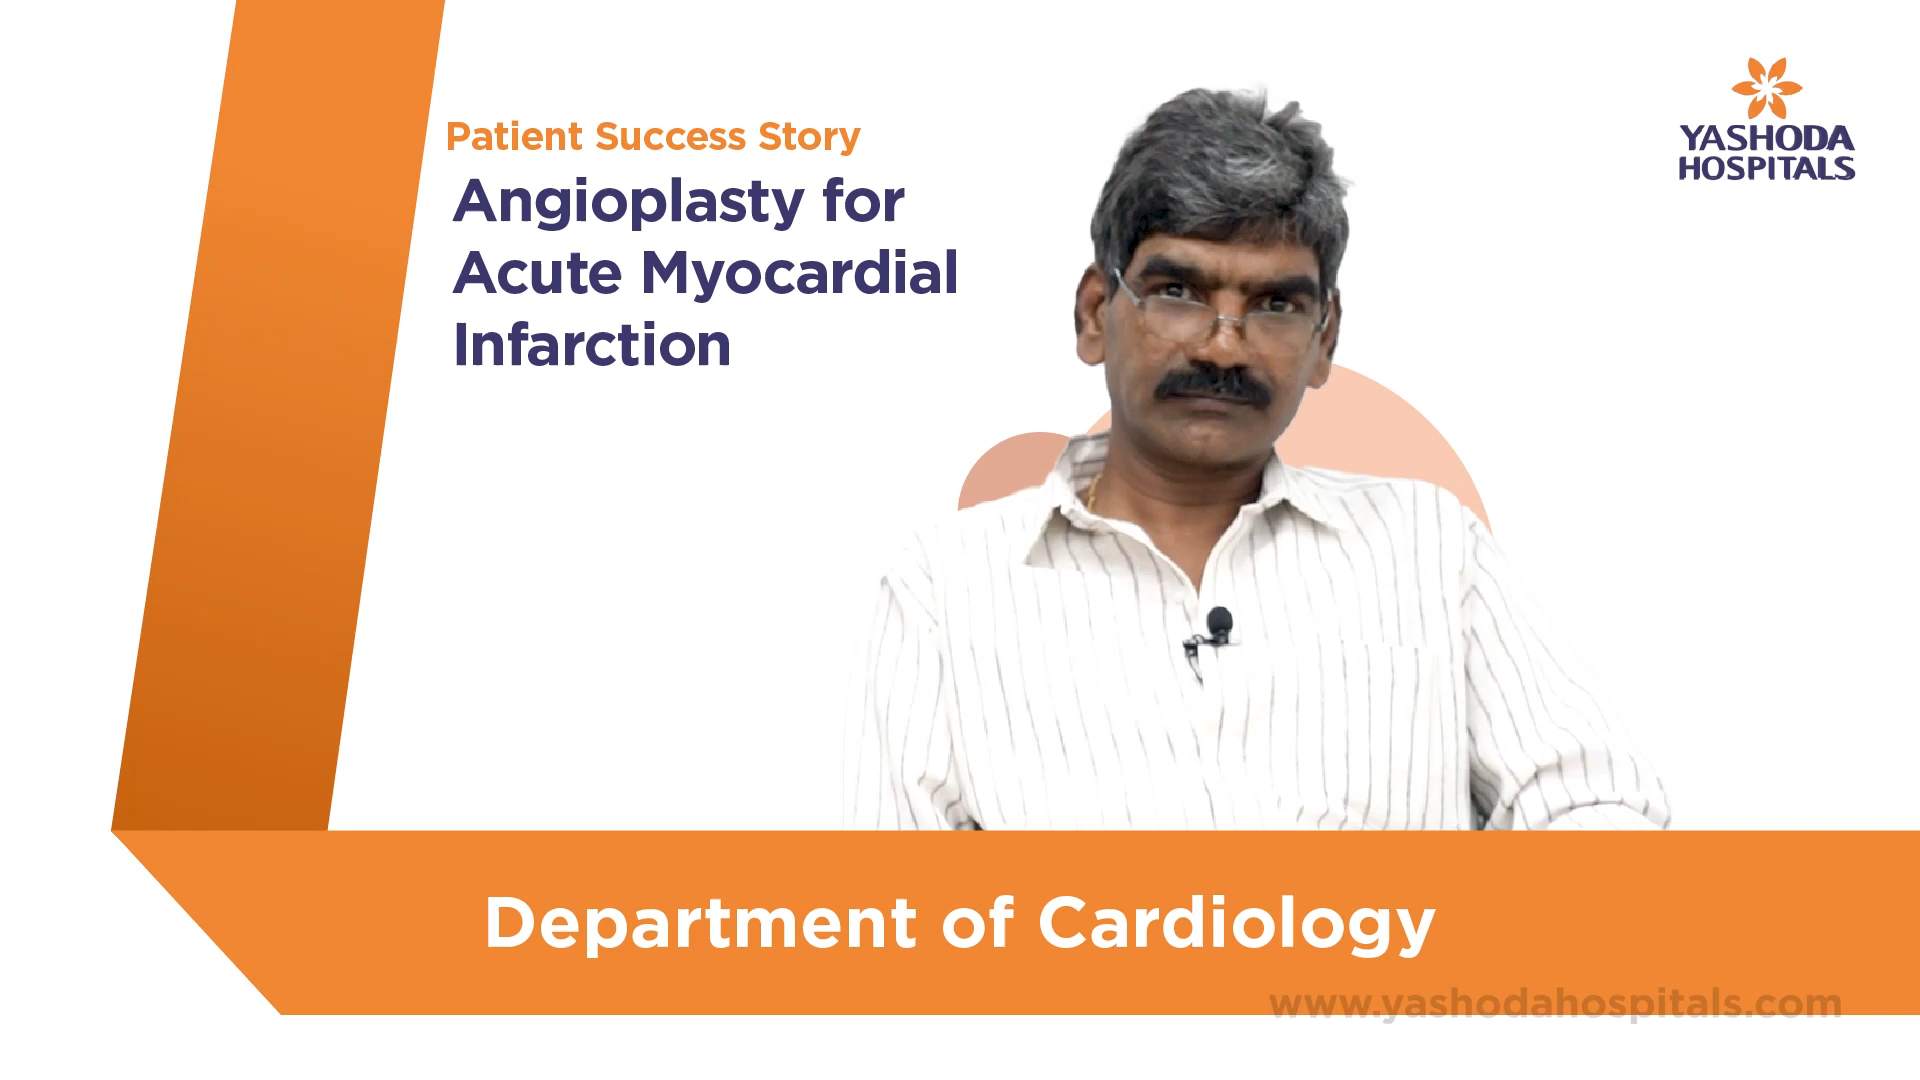 Patient Success Story
Angioplasty for
Acute Myocardial
Infarction
YASHODA
HOSPITALS
Department of Cardiology
www.yashodahospitals.com